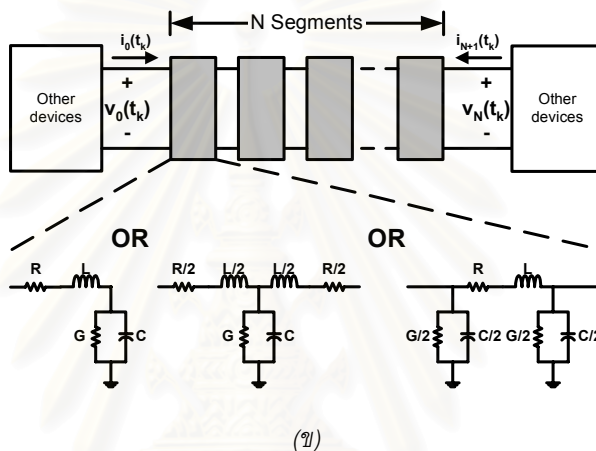 N Segments
i0(tk)
iN+1(tk)
Other devices
+
v0(tk)
-
+
vN(tk)
-
Other devices
OR
OR
R
L
G
C
R/2
L/2
L/2
R/2
G
C
R
L
G/2
C/2
G/2
C/2
(ข)